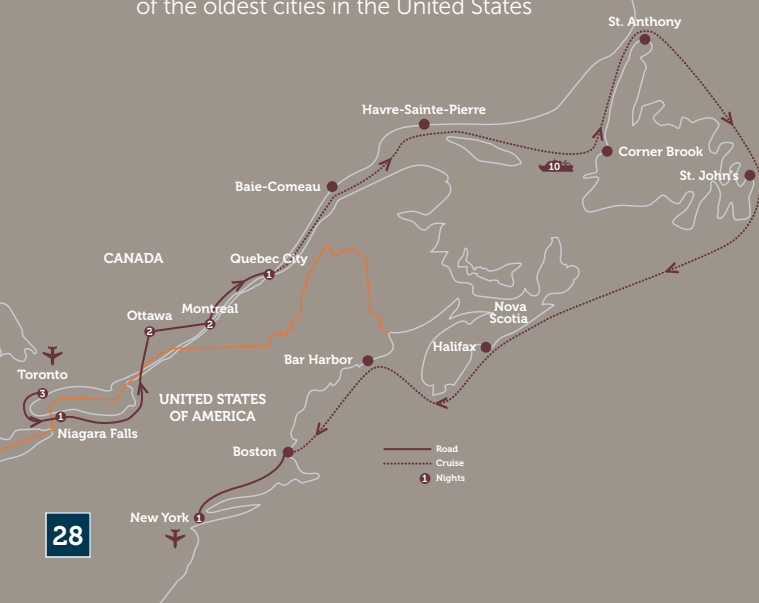 of the oldest cities in the United States
St. Anthony
Havre-Sainte-Pierre
Corner Brook
10
St. John's
Baie-Comeau
CANADA
Quebec City
1
Ottawa
2
Montreal
2
Nova
Scotia
Halifax
Toronto
3
Bar Harbor
UNITED STATES
OF AMERICA
1
Niagara Falls
Boston
Road
Cruise
1 Nights
New York 1
28